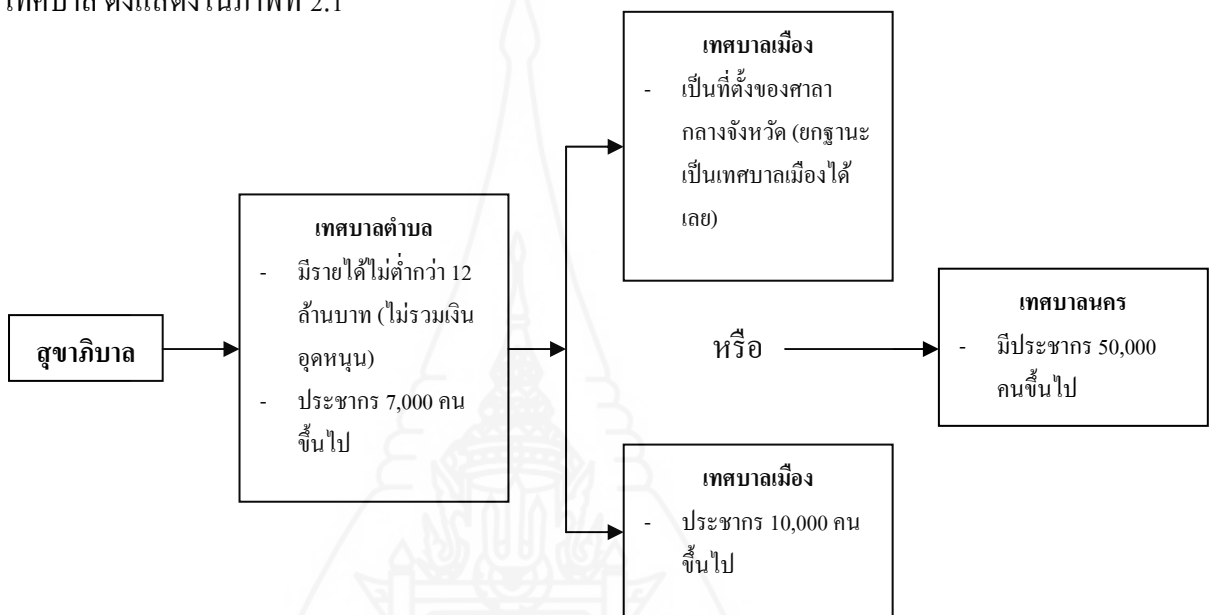 เทศบาล ดังแสดงในภาพที่ 2.1
เทศบาลเมือง
- เป็นที่ตั้งของศาลา
กลางจังหวัด (ยกฐานะ
เป็นเทศบาลเมืองได้
เลย)
เทศบาลตำบล
- มีรายได้ไม่ต่ำกว่า 12
ล้านบาท (ไม่รวมเงิน
อุดหนุน)
- ประชากร 7,000 คน
ขึ้นไป
สุขาภิบาล
หรือ
เทศบาลนคร
- มีประชากร 50,000
คนขึ้นไป
เทศบาลเมือง
- ประชากร 10,000 คน
ขึ้นไป